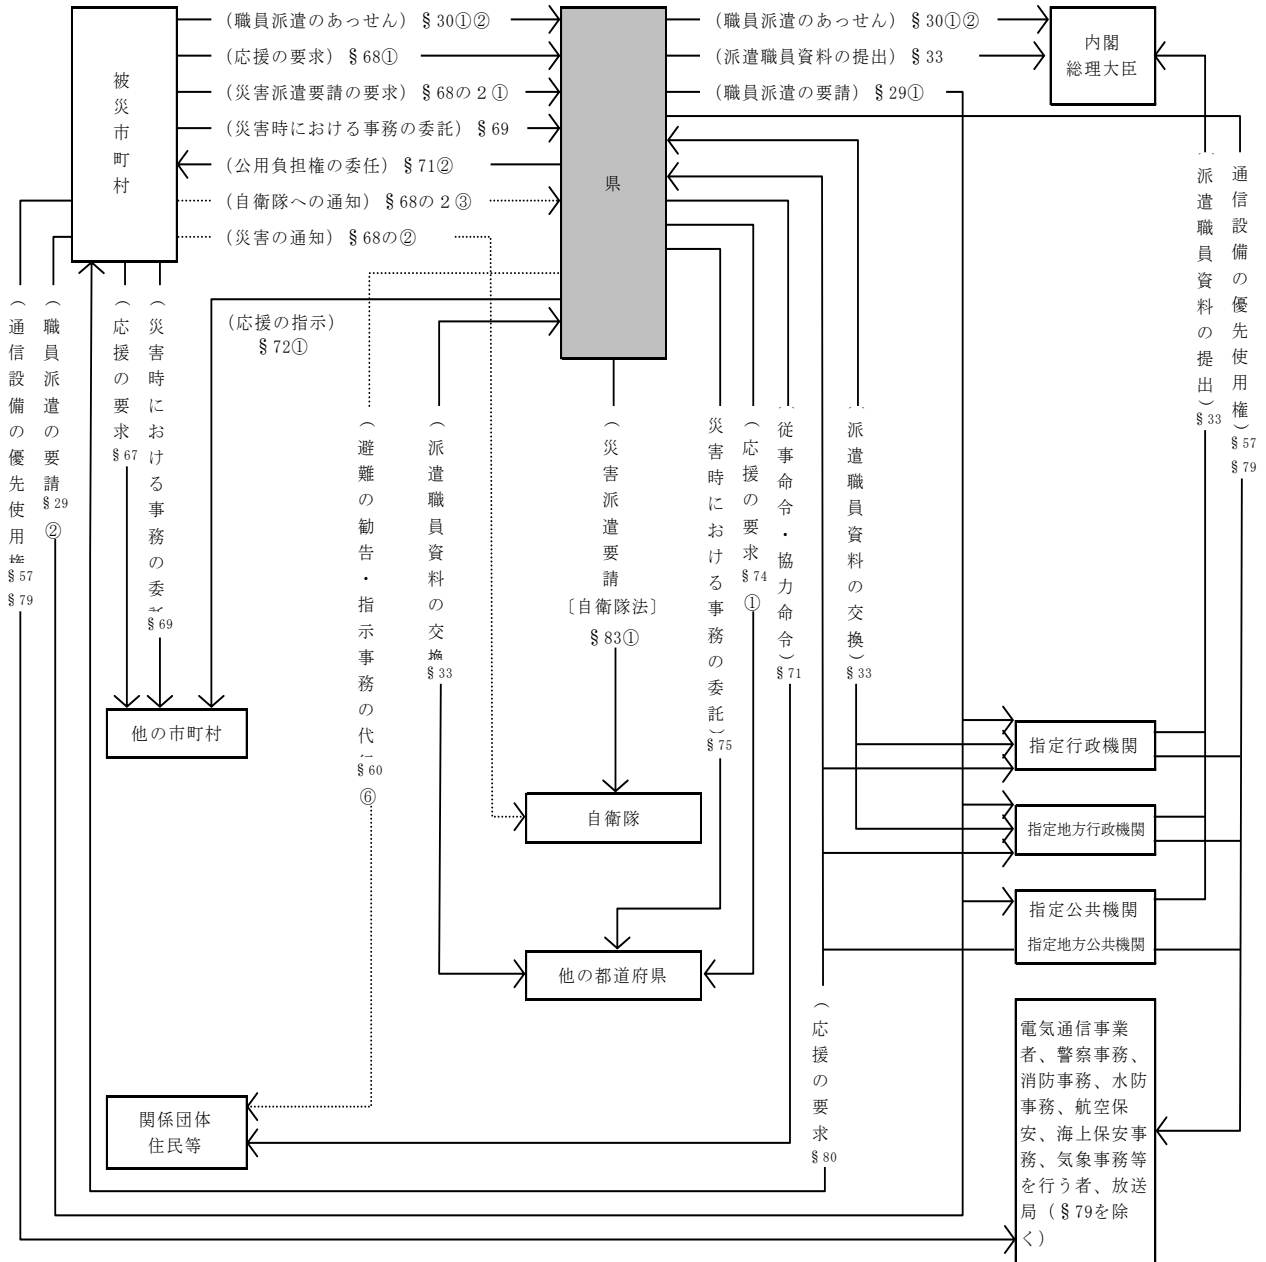 被災市町村
(職員派遣のあっせん) §30①②
(応援の要求) §68①
(災害派遣要請の要求) §68の2①
(災害時における事務の委託) §69
(公用負担権の委任) §71②
(自衛隊への通知) §68の2③
(災害の通知) §68の②
県
(職員派遣のあっせん) §30①②
(派遣職員資料の提出) §33
(職員派遣の要請) §29①
内閣
総理大臣
(派遣職員資料の提出) §33
通信設備の優先使用権) §57
§79
(通信設備の優先使用権
§57
§79
(職員派遣の要請 §29②
(応援の要求 §67
(災害時における事務の委託
§69
(応援の指示)
§72①
(避難の勧告・指示事務の代
§60
⑥
(派遣職員資料の交換
§33
(災害派遣要請
〔自衛隊法〕
§83①
災害時における事務の委託) §75
(応援の要求 §74
①
(従事命令・協力命令) §71
(派遣職員資料の交換) §33
他の市町村
自衛隊
他の都道府県
指定行政機関
指定地方行政機関
指定公共機関
指定地方公共機関
(応援の要求 §80
関係団体
住民等
電気通信事業
者、警察事務、
消防事務、水防
事務、航空保
安、海上保安事
務、気象事務等
を行う者、放送
局(§79を除
く)